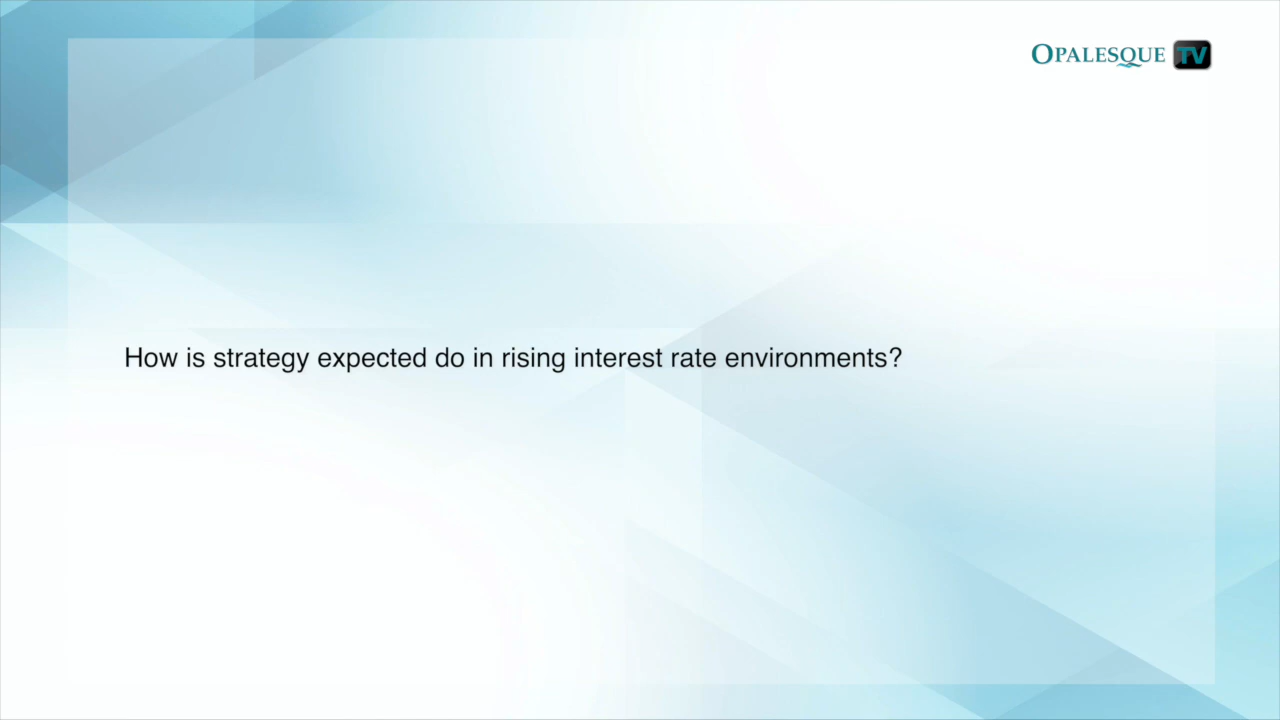 OPALESQUE TV
How is strategy expected do in rising interest rate environments?